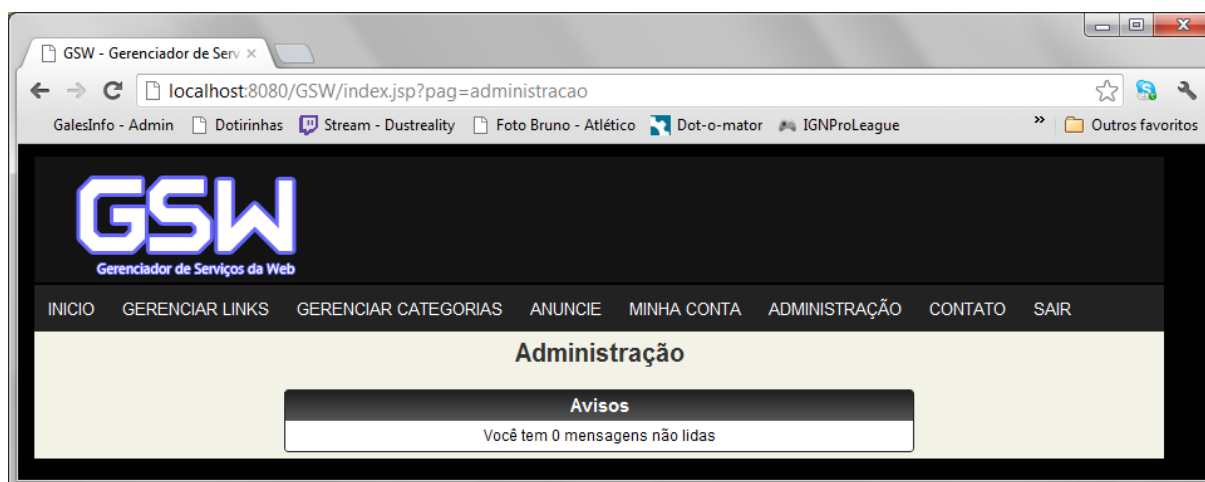 GSW - Gerenciador de Serv
localhost:8080/GSW/index.jsp?pag=administracao
GalesInfo - Admin Dotirinhas Stream - Dustreality Foto Bruno - Atlético Dot-o-mator IGNProLeague » Outros favoritos
GSW
Gerenciador de Serviços da Web
INICIO GERENCIAR LINKS GERENCIAR CATEGORIAS ANUNCIE MINHA CONTA ADMINISTRAÇÃO CONTATO SAIR
Administração
Avisos
Você tem 0 mensagens não lidas